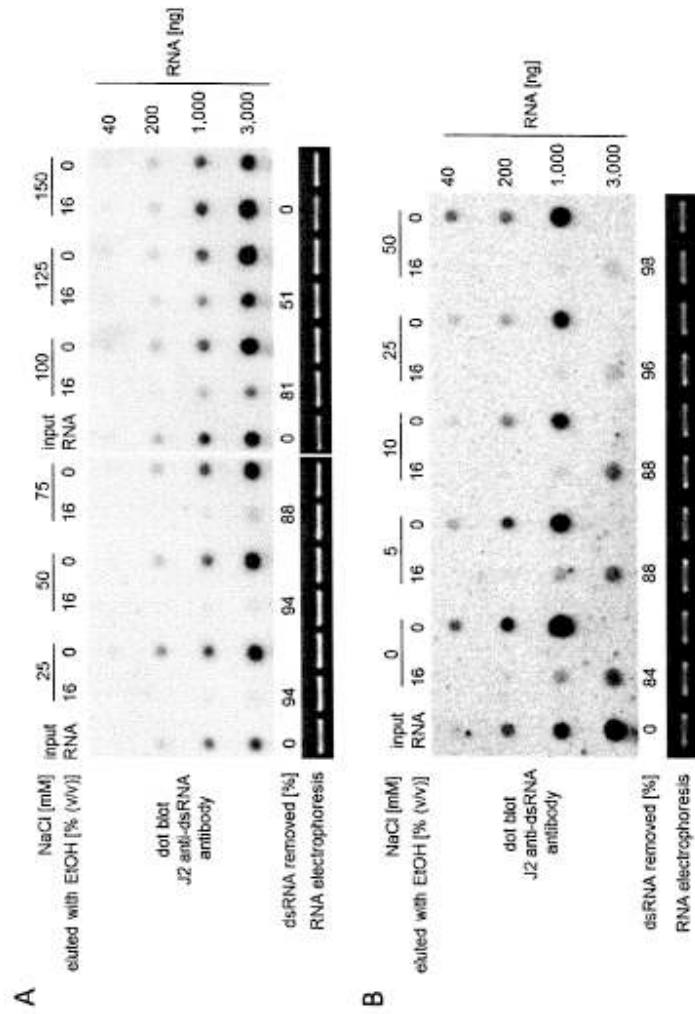 A
NaCl [mM]
eluted with EtOH [% (v/v)]
input RNA 25 50 75 input RNA 100 125 150
16 0 16 0 16 0 16 0 16 0 16 0
dot blot
J2 anti-dsRNA
antibody
40
200
1,000
3,000
RNA [ng]
dsRNA removed [%] 0 94 94 88 0 81 51 0
RNA electrophoresis
B
NaCl [mM]
eluted with EtOH [% (v/v)]
input RNA 0 5 10 25 50
16 0 16 0 16 0 16 0 16 0
dot blot
J2 anti-dsRNA
antibody
40
200
1,000
3,000
RNA [ng]
dsRNA removed [%] 0 84 88 88 96 98
RNA electrophoresis